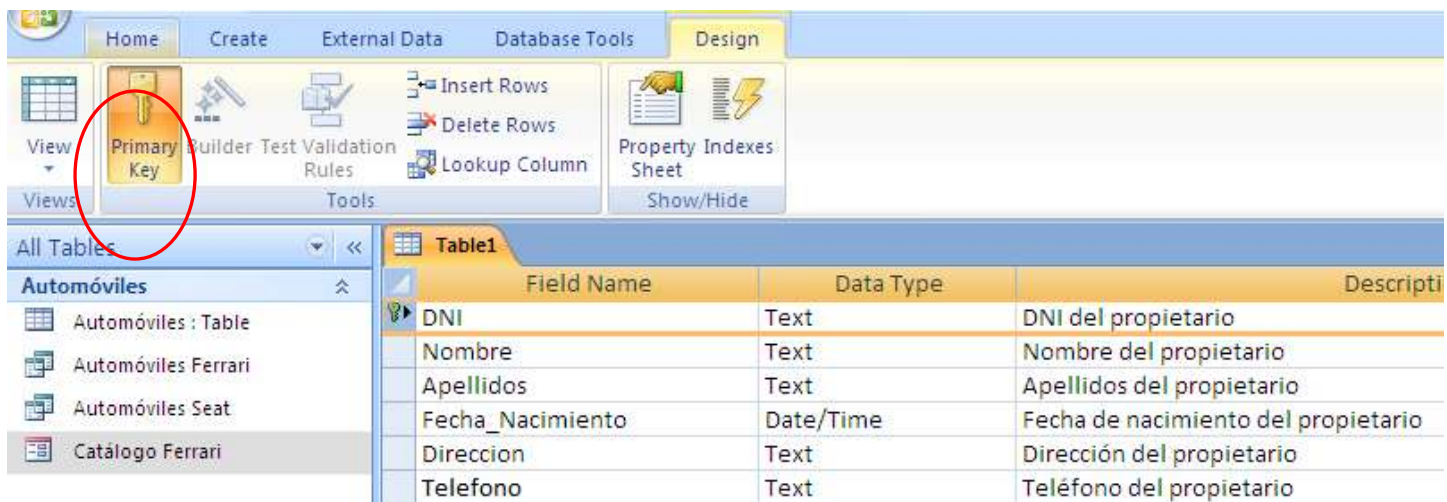 Home Create External Data Database Tools Design
View
Primary Key
Builder
Test Validation Rules
Insert Rows
Delete Rows
Lookup Column
Property Sheet
Indexes
Views Tools Show/Hide
All Tables
Automóviles
Automóviles : Table
Automóviles Ferrari
Automóviles Seat
Catálogo Ferrari
Table1
Field Name Data Type Descripti
DNI Text DNI del propietario
Nombre Text Nombre del propietario
Apellidos Text Apellidos del propietario
Fecha_Nacimiento Date/Time Fecha de nacimiento del propietario
Direccion Text Dirección del propietario
Telefono Text Teléfono del propietario